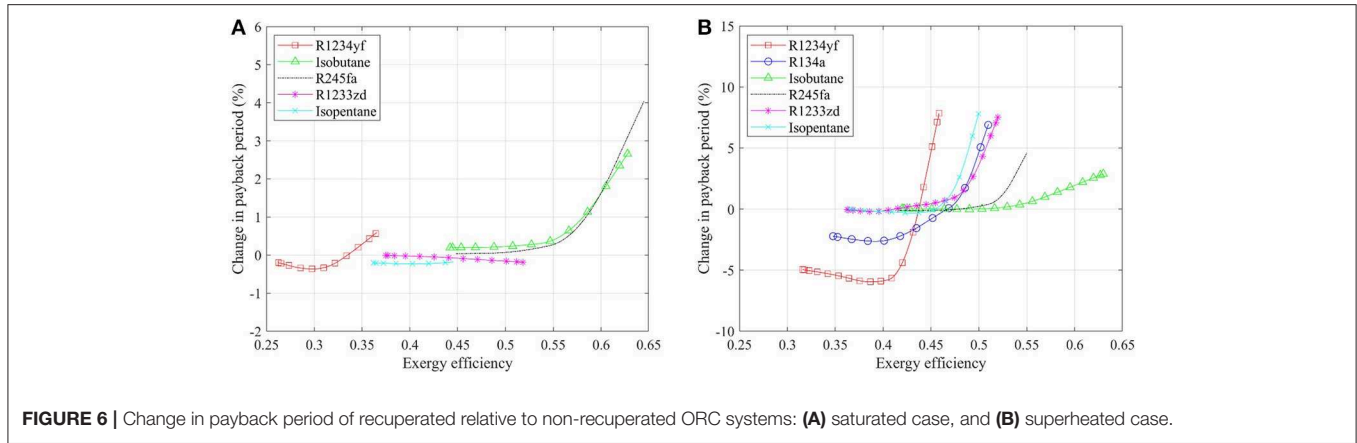 A
6
5
4
3
2
1
0
-1
-2
Change in payback period (%)
R1234yf
Isobutane
R245fa
R1233zd
Isopentane
0.25 0.3 0.35 0.4 0.45 0.5 0.55 0.6 0.65
Exergy efficiency
B
15
10
5
0
-5
-10
Change in payback period (%)
R1234yf
R134a
Isobutane
R245fa
R1233zd
Isopentane
0.25 0.3 0.35 0.4 0.45 0.5 0.55 0.6 0.65
Exergy efficiency
FIGURE 6 | Change in payback period of recuperated relative to non-recuperated ORC systems: (A) saturated case, and (B) superheated case.